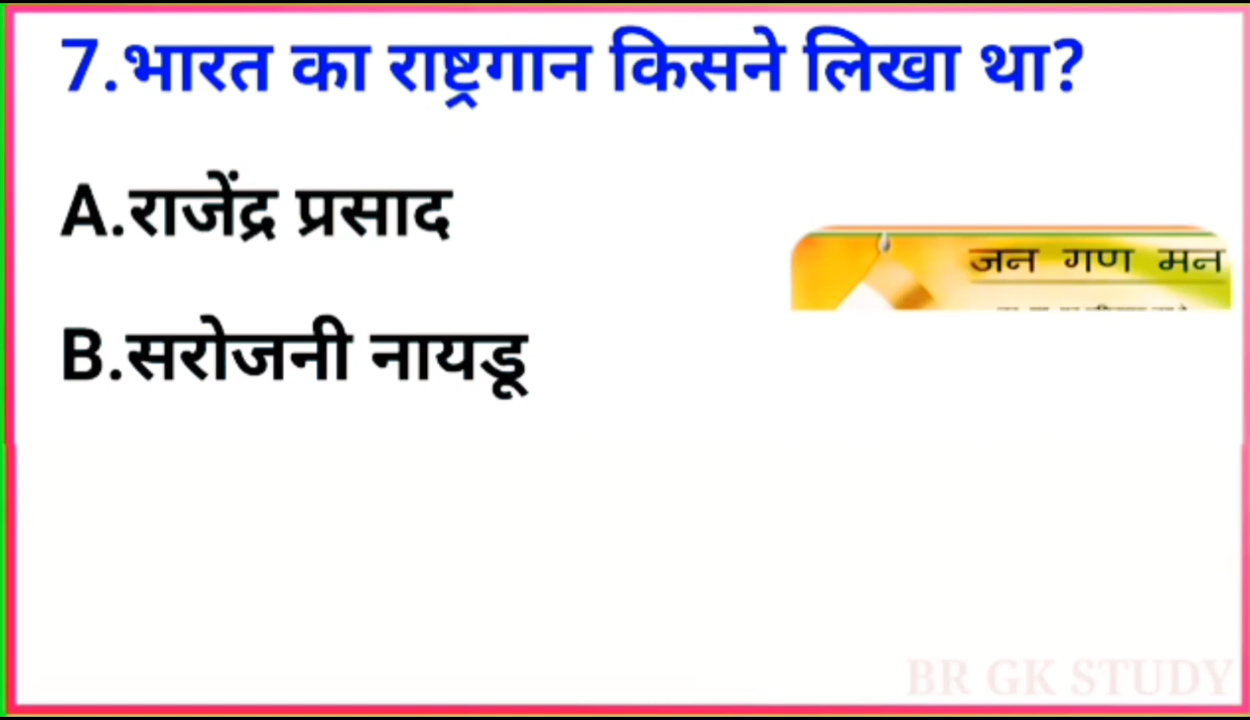 7.भारत का राष्ट्रगान किसने लिखा था?
A.राजेंद्र प्रसाद
जन गण मन
B.सरोजनी नायडू
BR GK STUDY